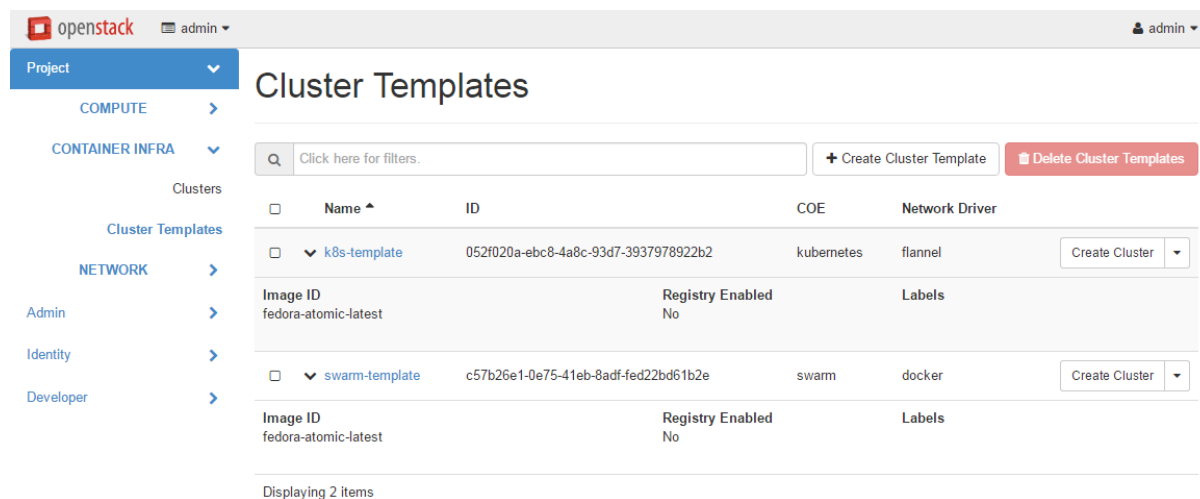 openstack admin admin
Project
COMPUTE
CONTAINER INFRA
Clusters
Cluster Templates
NETWORK
Admin
Identity
Developer
Cluster Templates
Click here for filters. Create Cluster Template Delete Cluster Templates
Name ID COE Network Driver
k8s-template 052f020a-ebc8-4a8c-93d7-3937978922b2 kubernetes flannel Create Cluster
Image ID Registry Enabled Labels
fedora-atomic-latest No
swarm-template c57b26e1-0e75-41eb-8adf-fed22bd61b2e swarm docker Create Cluster
Image ID Registry Enabled Labels
fedora-atomic-latest No
Displaying 2 items